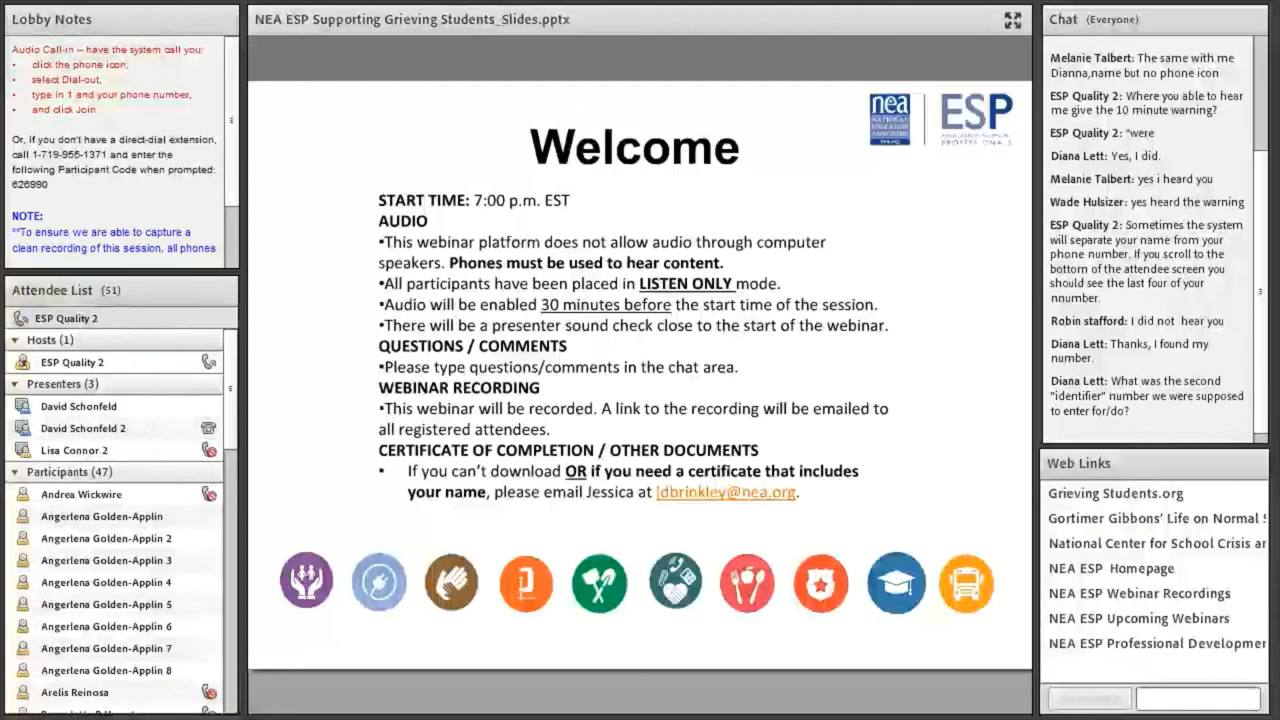 Lobby Notes
Audio Call-in -- have the system call you:
• click the phone icon,
• select Dial-out,
• type in 1 and your phone number,
• and click Join
Or, if you don't have a direct-dial extension,
call 1-719-955-1371 and enter the
following Participant Code when prompted:
626990
NOTE:
**To ensure we are able to capture a
clean recording of this session, all phones
Attendee List (51)
ESP Quality 2
Hosts (1)
ESP Quality 2
Presenters (3)
David Schonfeld
David Schonfeld 2
Lisa Connor 2
Participants (47)
Andrea Wickwire
Angerlena Golden-Applin
Angerlena Golden-Applin 2
Angerlena Golden-Applin 3
Angerlena Golden-Applin 4
Angerlena Golden-Applin 5
Angerlena Golden-Applin 6
Angerlena Golden-Applin 7
Angerlena Golden-Applin 8
Arelis Reinosa
NEA ESP Supporting Grieving Students_Slides.pptx
nea
NATIONAL
EDUCATION
ASSOCIATION
ESP
EDUCATION SUPPORT
PROFESSIONALS
Welcome
START TIME: 7:00 p.m. EST
AUDIO
•This webinar platform does not allow audio through computer
speakers. Phones must be used to hear content.
•All participants have been placed in LISTEN ONLY mode.
•Audio will be enabled 30 minutes before the start time of the session.
•There will be a presenter sound check close to the start of the webinar.
QUESTIONS / COMMENTS
•Please type questions/comments in the chat area.
WEBINAR RECORDING
•This webinar will be recorded. A link to the recording will be emailed to
all registered attendees.
CERTIFICATE OF COMPLETION / OTHER DOCUMENTS
• If you can't download OR if you need a certificate that includes
your name, please email Jessica at jdbrinkley@nea.org.
Chat (Everyone)
Melanie Talbert: The same with me
Dianna,name but no phone icon
ESP Quality 2: Where you able to hear
me give the 10 minute warning?
ESP Quality 2: *were
Diana Lett: Yes, I did.
Melanie Talbert: yes i heard you
Wade Hulsizer: yes heard the warning
ESP Quality 2: Sometimes the system
will separate your name from your
phone number. If you scroll to the
bottom of the attendee screen you
should see the last four of your
nnumber.
Robin stafford: I did not hear you
Diana Lett: Thanks, I found my
number.
Diana Lett: What was the second
"identifier" number we were supposed
to enter for/do?
Web Links
Grieving Students.org
Gortimer Gibbons' Life on Normal S
National Center for School Crisis an
NEA ESP Homepage
NEA ESP Webinar Recordings
NEA ESP Upcoming Webinars
NEA ESP Professional Developmen